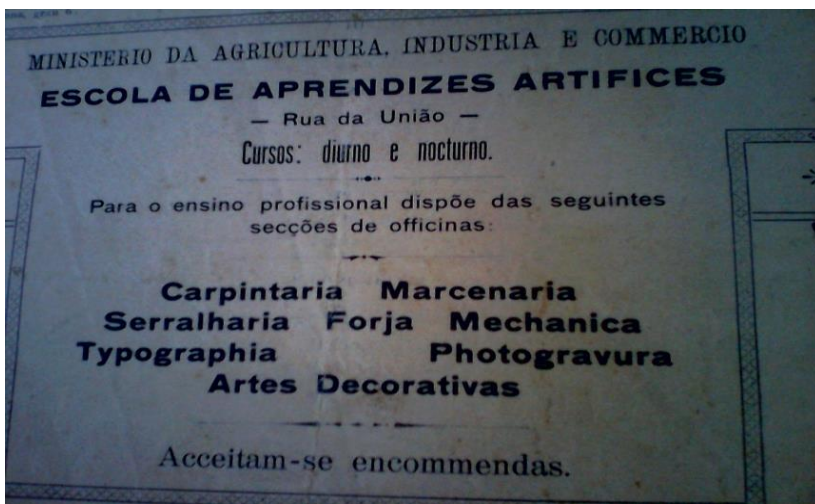 MINISTERIO DA AGRICULTURA, INDUSTRIA E COMMERCIO
ESCOLA DE APRENDIZES ARTIFICES
— Rua da União —
Cursos: diurno e nocturno.
Para o ensino profissional dispõe das seguintes
secções de officinas:
Carpintaria Marcenaria
Serralharia Forja Mechanica
Typographia Photogravura
Artes Decorativas
Acceitam-se encommendas.